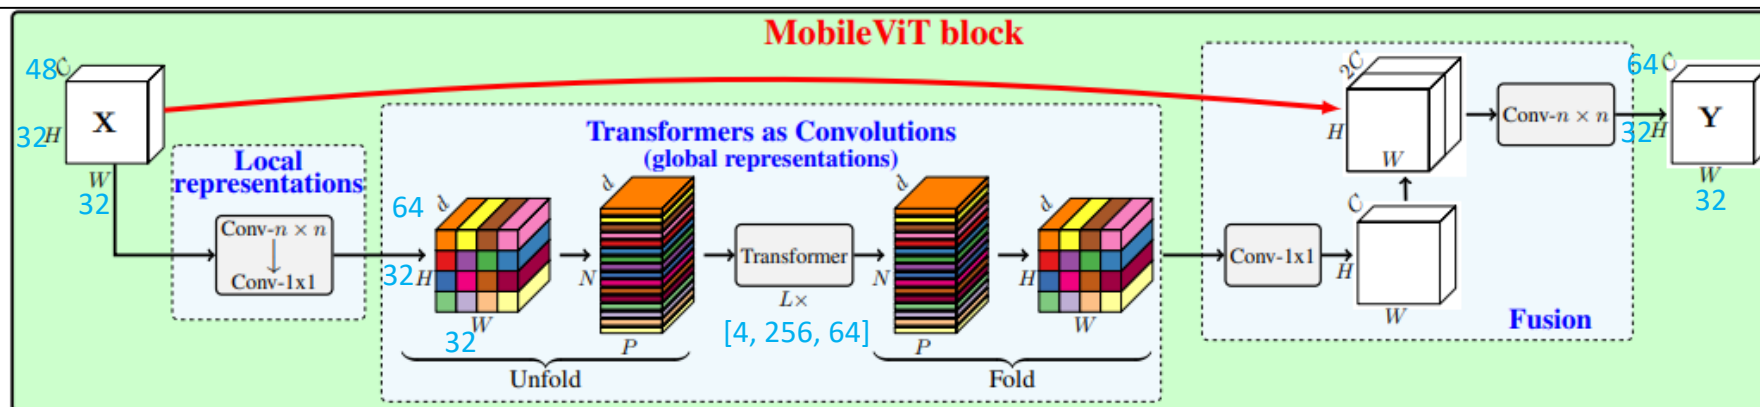 MobileViT block
48 C
X
32 H
W
32
Local
representations
Conv-n × n
Conv-1x1
Transformers as Convolutions
(global representations)
64 d
32 H
W
32
d
N
P
Unfold
Transformer
L×
[4, 256, 64]
d
N
P
d
H
W
Fold
Conv-1x1
C
H
W
2C
H
W
Conv-n × n
Fusion
64 C
32 H
Y
W
32